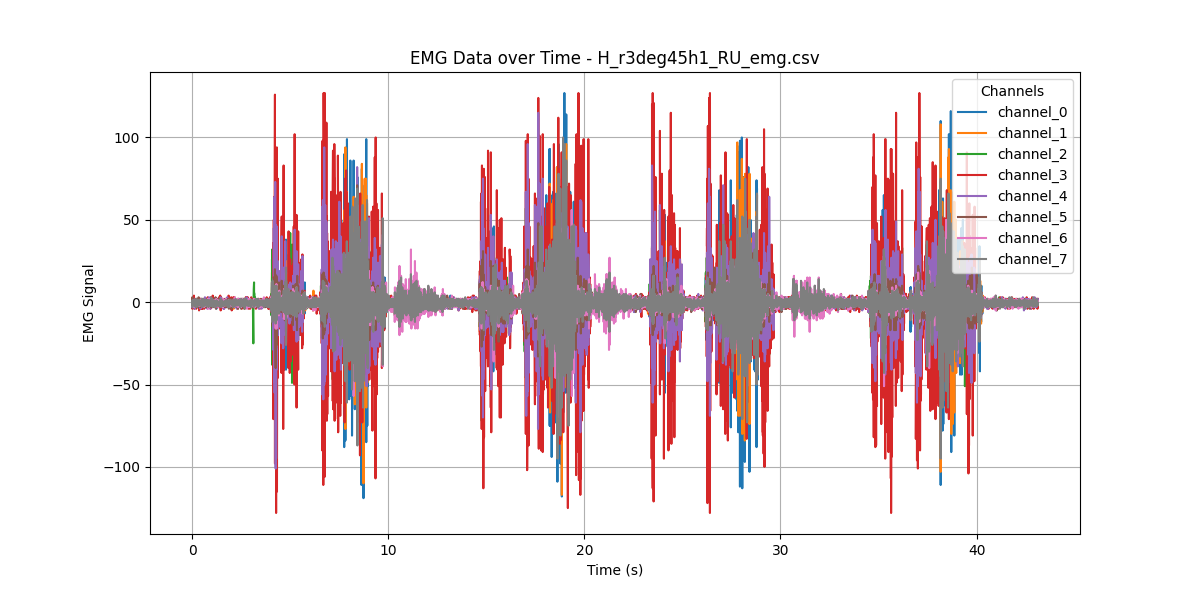 EMG Data over Time - H_r3deg45h1_RU_emg.csv
Channels
channel_0
channel_1
channel_2
channel_3
channel_4
channel_5
channel_6
channel_7
EMG Signal
100
50
0
−50
−100
0 10 20 30 40
Time (s)